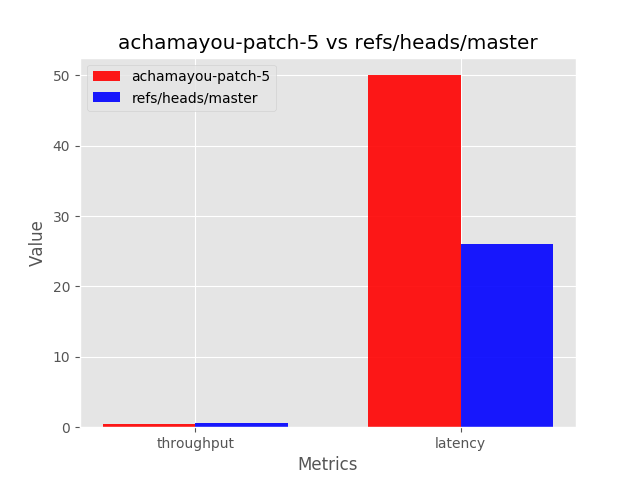 achamayou-patch-5 vs refs/heads/master
achamayou-patch-5
refs/heads/master
50
40
30
20
10
0
Value
throughput
latency
Metrics